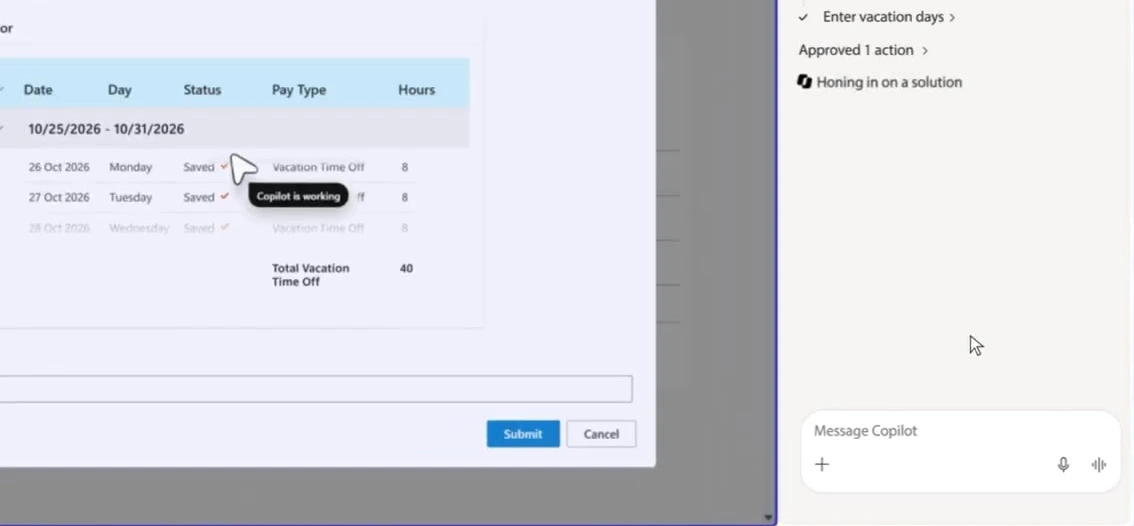 or
Date Day Status Pay Type Hours
10/25/2026 - 10/31/2026
26 Oct 2026 Monday Saved Vacation Time Off 8
27 Oct 2026 Tuesday Saved ff 8
Copilot is working
28 Oct 2026 Wednesday Saved Vacation Time Off 8
Total Vacation 40
Time Off
Submit Cancel
Enter vacation days >
Approved 1 action >
Honing in on a solution
Message Copilot